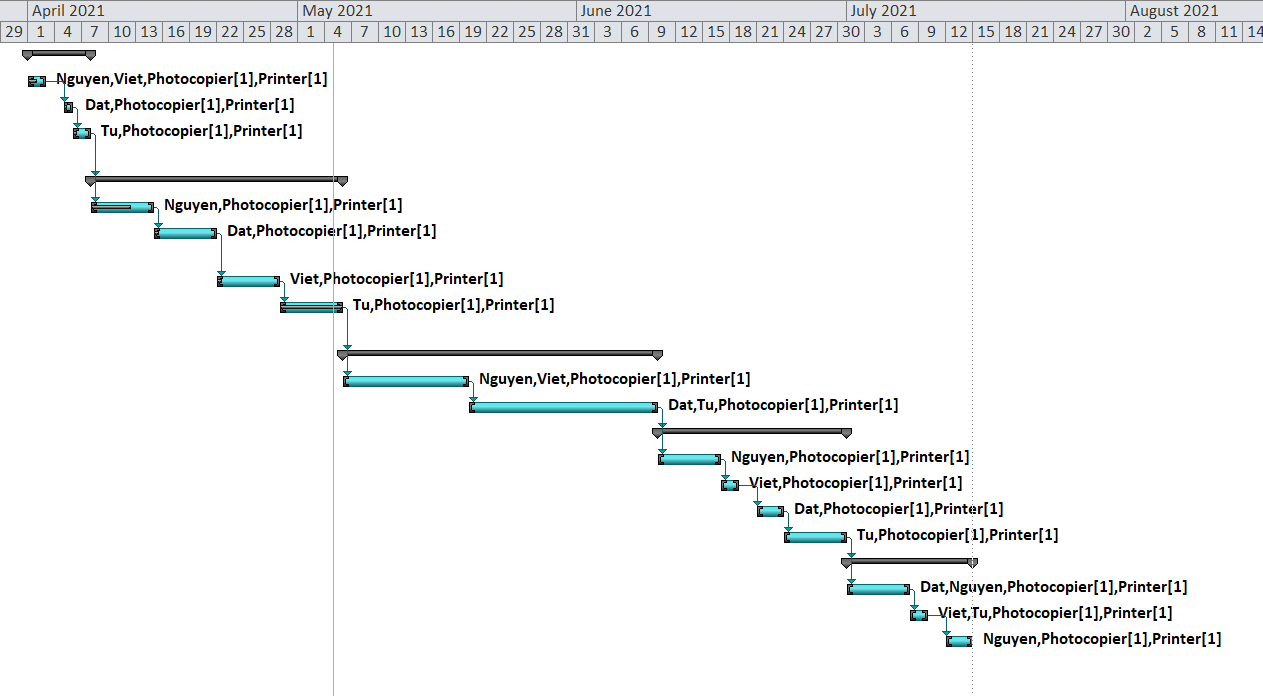 April 2021 May 2021 June 2021 July 2021 August 2021
29 1 4 7 10 13 16 19 22 25 28 1 4 7 10 13 16 19 22 25 28 31 3 6 9 12 15 18 21 24 27 30 3 6 9 12 15 18 21 24 27 30 2 5 8 11 14
Nguyen,Viet,Photocopier[1],Printer[1]
Dat,Photocopier[1],Printer[1]
Tu,Photocopier[1],Printer[1]
Nguyen,Photocopier[1],Printer[1]
Dat,Photocopier[1],Printer[1]
Viet,Photocopier[1],Printer[1]
Tu,Photocopier[1],Printer[1]
Nguyen,Viet,Photocopier[1],Printer[1]
Dat,Tu,Photocopier[1],Printer[1]
Nguyen,Photocopier[1],Printer[1]
Viet,Photocopier[1],Printer[1]
Dat,Photocopier[1],Printer[1]
Tu,Photocopier[1],Printer[1]
Dat,Nguyen,Photocopier[1],Printer[1]
Viet,Tu,Photocopier[1],Printer[1]
Nguyen,Photocopier[1],Printer[1]